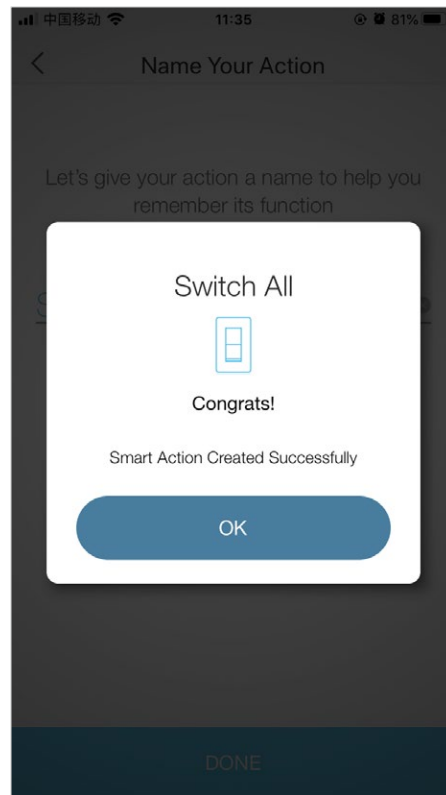 中国移动 11:35 81%
Name Your Action
Let's give your action a name to help you
remember its function
Switch All
Congrats!
Smart Action Created Successfully
OK
DONE